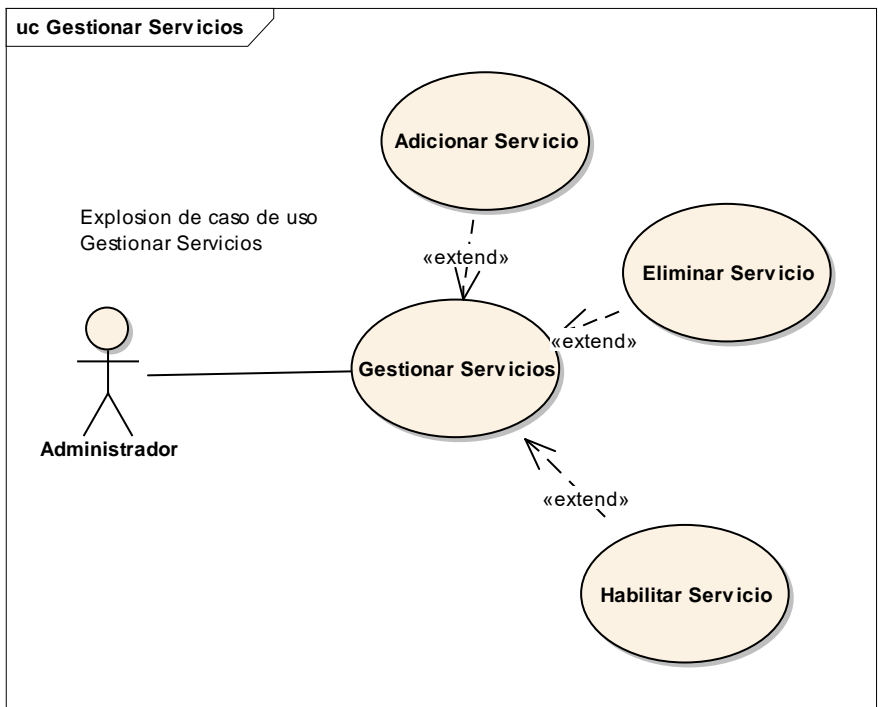 uc Gestionar Servicios
Adicionar Servicio
Explosion de caso de uso
Gestionar Servicios
«extend»
Eliminar Servicio
«extend»
Gestionar Servicios
Administrador
«extend»
Habilitar Servicio